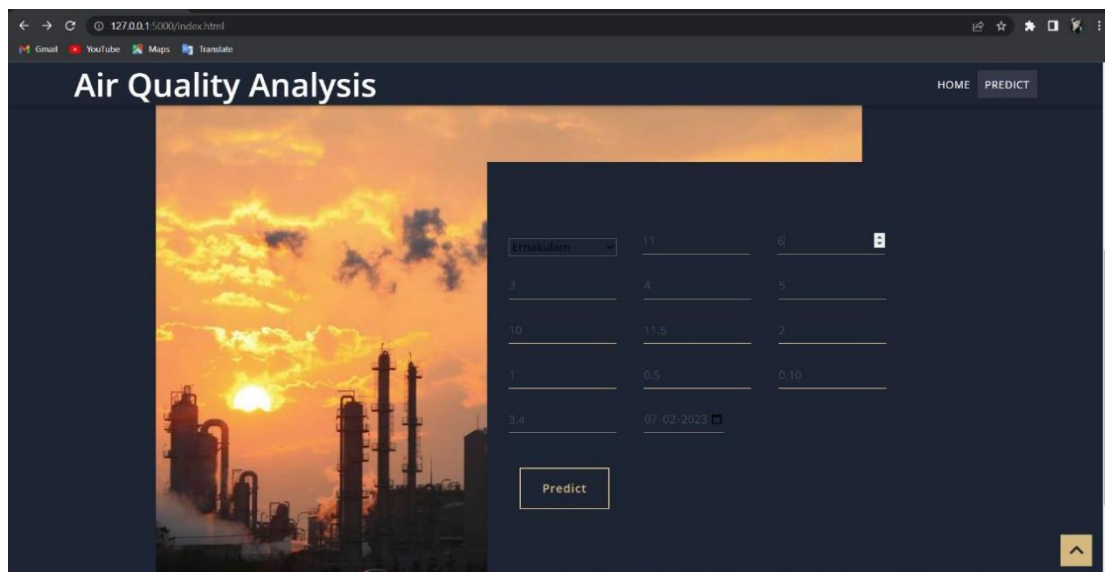 127.0.0.1:5000/index.html
Gmail YouTube Maps Translate
Air Quality Analysis
HOME PREDICT
Ernakulam 11 6
3 4 5
10 11.5 2
1 0.5 0.10
3.4 07-02-2023
Predict